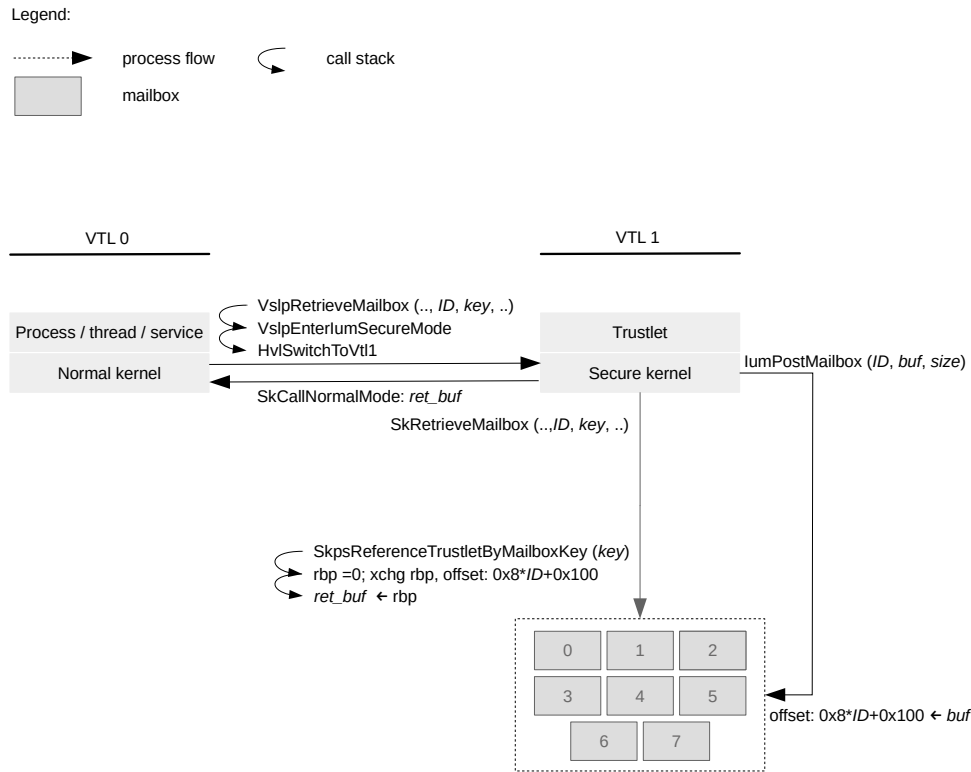 Legend:
process flow
call stack
mailbox
VTL 0
VTL 1
VslpRetrieveMailbox (.., ID, key, ..)
Process / thread / service
VslpEnterIumSecureMode
Trustlet
HvlSwitchToVtl1
IumPostMailbox (ID, buf, size)
Normal kernel
Secure kernel
SkCallNormalMode: ret_buf
SkRetrieveMailbox (..,ID, key, ..)
SkpsReferenceTrustletByMailboxKey (key)
rbp =0; xchg rbp, offset: 0x8*ID+0x100
ret_buf ← rbp
0 1 2
3 4 5
offset: 0x8*ID+0x100 ← buf
6 7